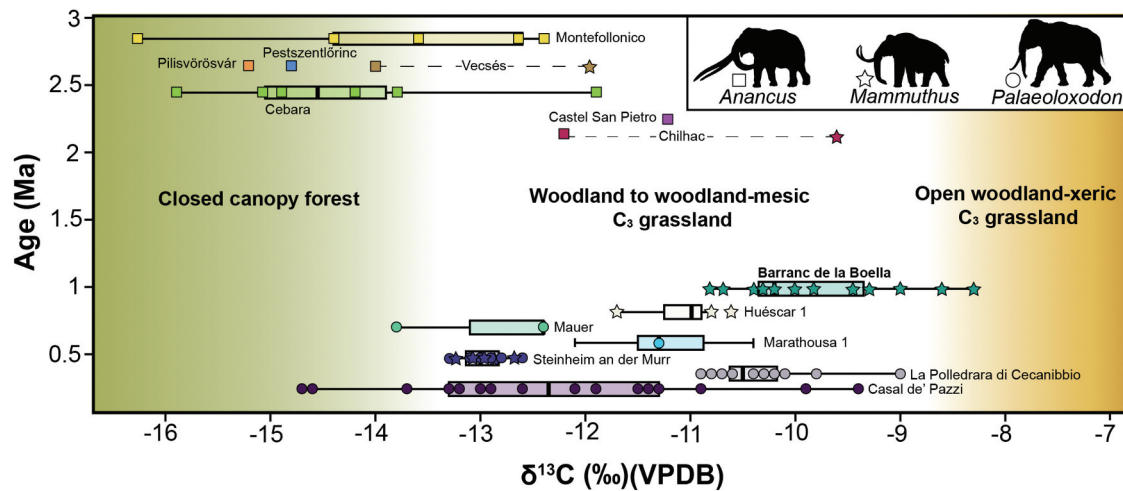 3
2.5
2
1.5
1
0.5
Age (Ma)
Montefollonico
Pestszentlőrinc
Pilisvörösvár
Vecsés
Cebara
Castel San Pietro
Chilhac
Anancus
Mammuthus
Palaeoloxodon
Closed canopy forest
Woodland to woodland-mesic
C₃ grassland
Open woodland-xeric
C₃ grassland
Barranc de la Boella
Huéscar 1
Mauer
Marathousa 1
Steinheim an der Murr
La Polledrara di Cecanibbio
Casal de' Pazzi
-16
-15
-14
-13
-12
-11
-10
-9
-8
-7
δ¹³C (‰)(VPDB)